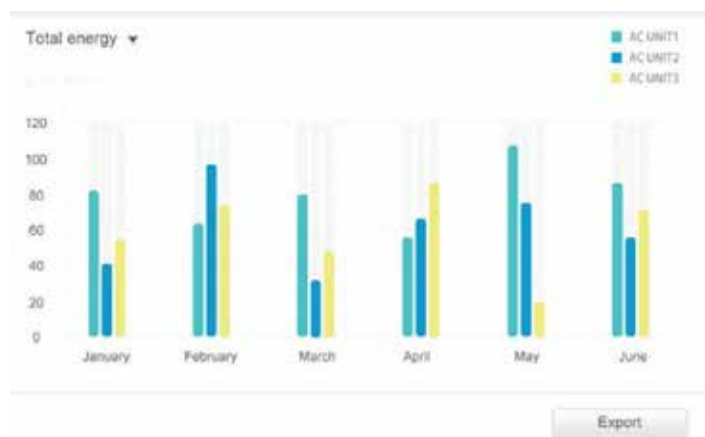 Total energy
AC UNIT1
AC UNIT2
AC UNIT3
120
100
80
60
40
20
0
January February March April May June
Export